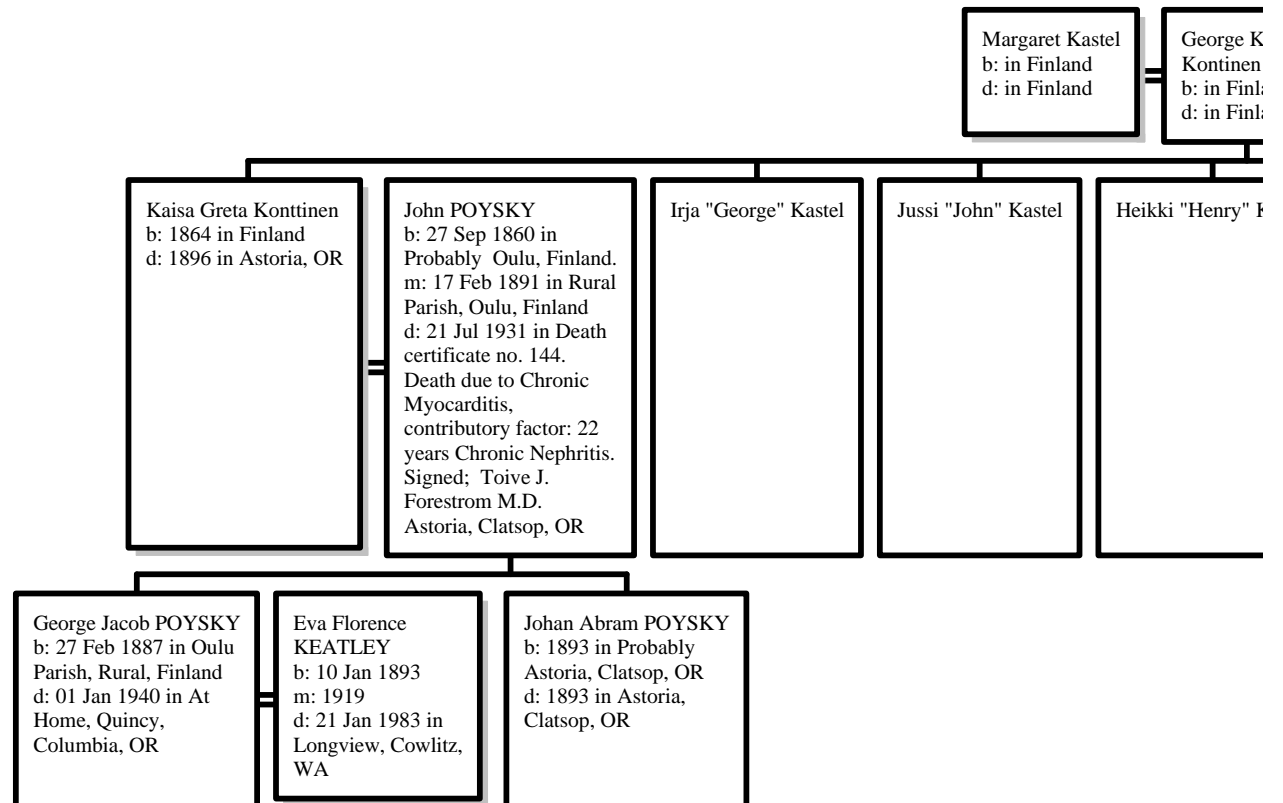 Margaret Kastel
b: in Finland
d: in Finland
George
Kontinen
b: in
d: in
Kaisa Greta Konttinen
b: 1864 in Finland
d: 1896 in Astoria, OR
John POYSKY
b: 27 Sep 1860 in
Probably Oulu, Finland.
m: 17 Feb 1891 in Rural
Parish, Oulu, Finland
d: 21 Jul 1931 in Death
certificate no. 144.
Death due to Chronic
Myocarditis,
contributory factor: 22
years Chronic Nephritis.
Signed; Toive J.
Forestrom M.D.
Astoria, Clatsop, OR
Irja "George" Kastel
Jussi "John" Kastel
Heikki "Henry"
George Jacob POYSKY
b: 27 Feb 1887 in Oulu
Parish, Rural, Finland
d: 01 Jan 1940 in At
Home, Quincy,
Columbia, OR
Eva Florence
KEATLEY
b: 10 Jan 1893
m: 1919
d: 21 Jan 1983 in
Longview, Cowlitz,
WA
Johan Abram POYSKY
b: 1893 in Probably
Astoria, Clatsop, OR
d: 1893 in Astoria,
Clatsop, OR